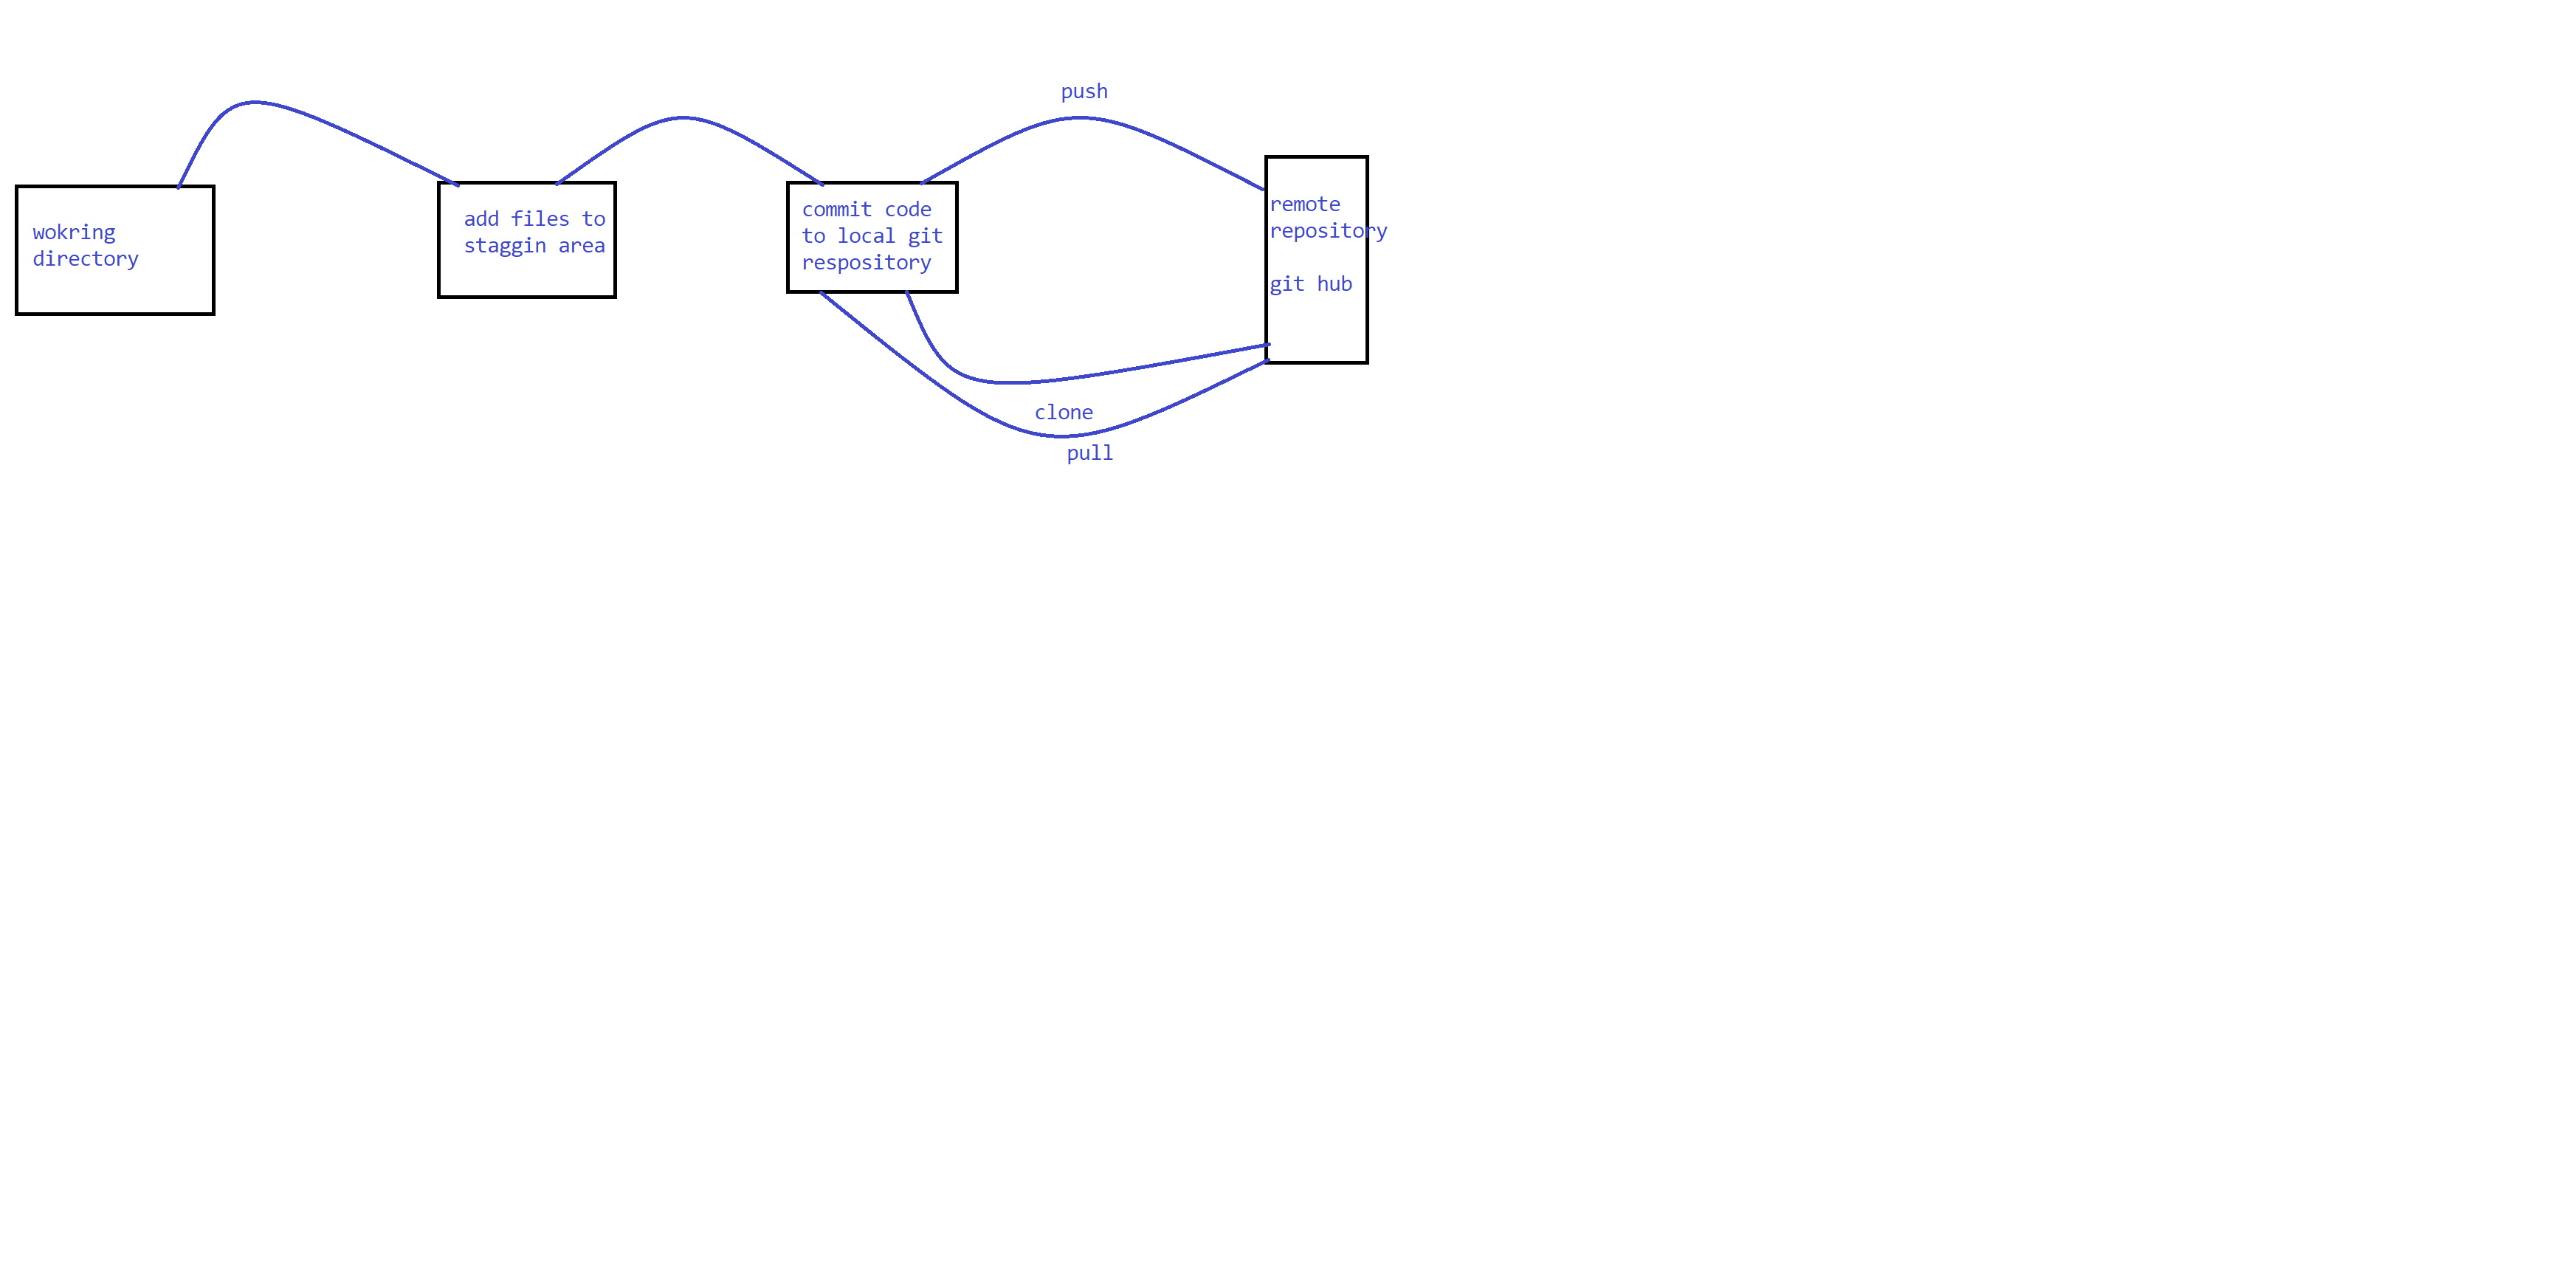 push
wokring
directory
add files to
staggin area
commit code
to local git
respository
remote
repository
git hub
clone
pull